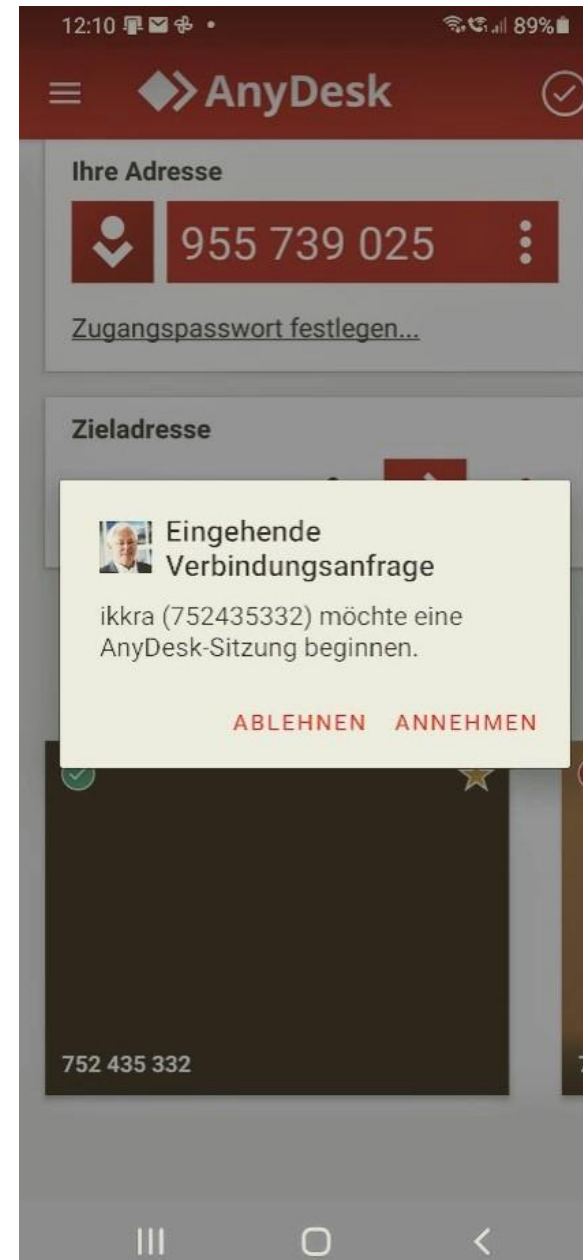 12:10
89%
AnyDesk
Ihre Adresse
955 739 025
Zugangspasswort festlegen...
Zieladresse
Eingehende
Verbindungsanfrage
ikkra (752435332) möchte eine
AnyDesk-Sitzung beginnen.
ABLEHNEN ANNEHMEN
752 435 332